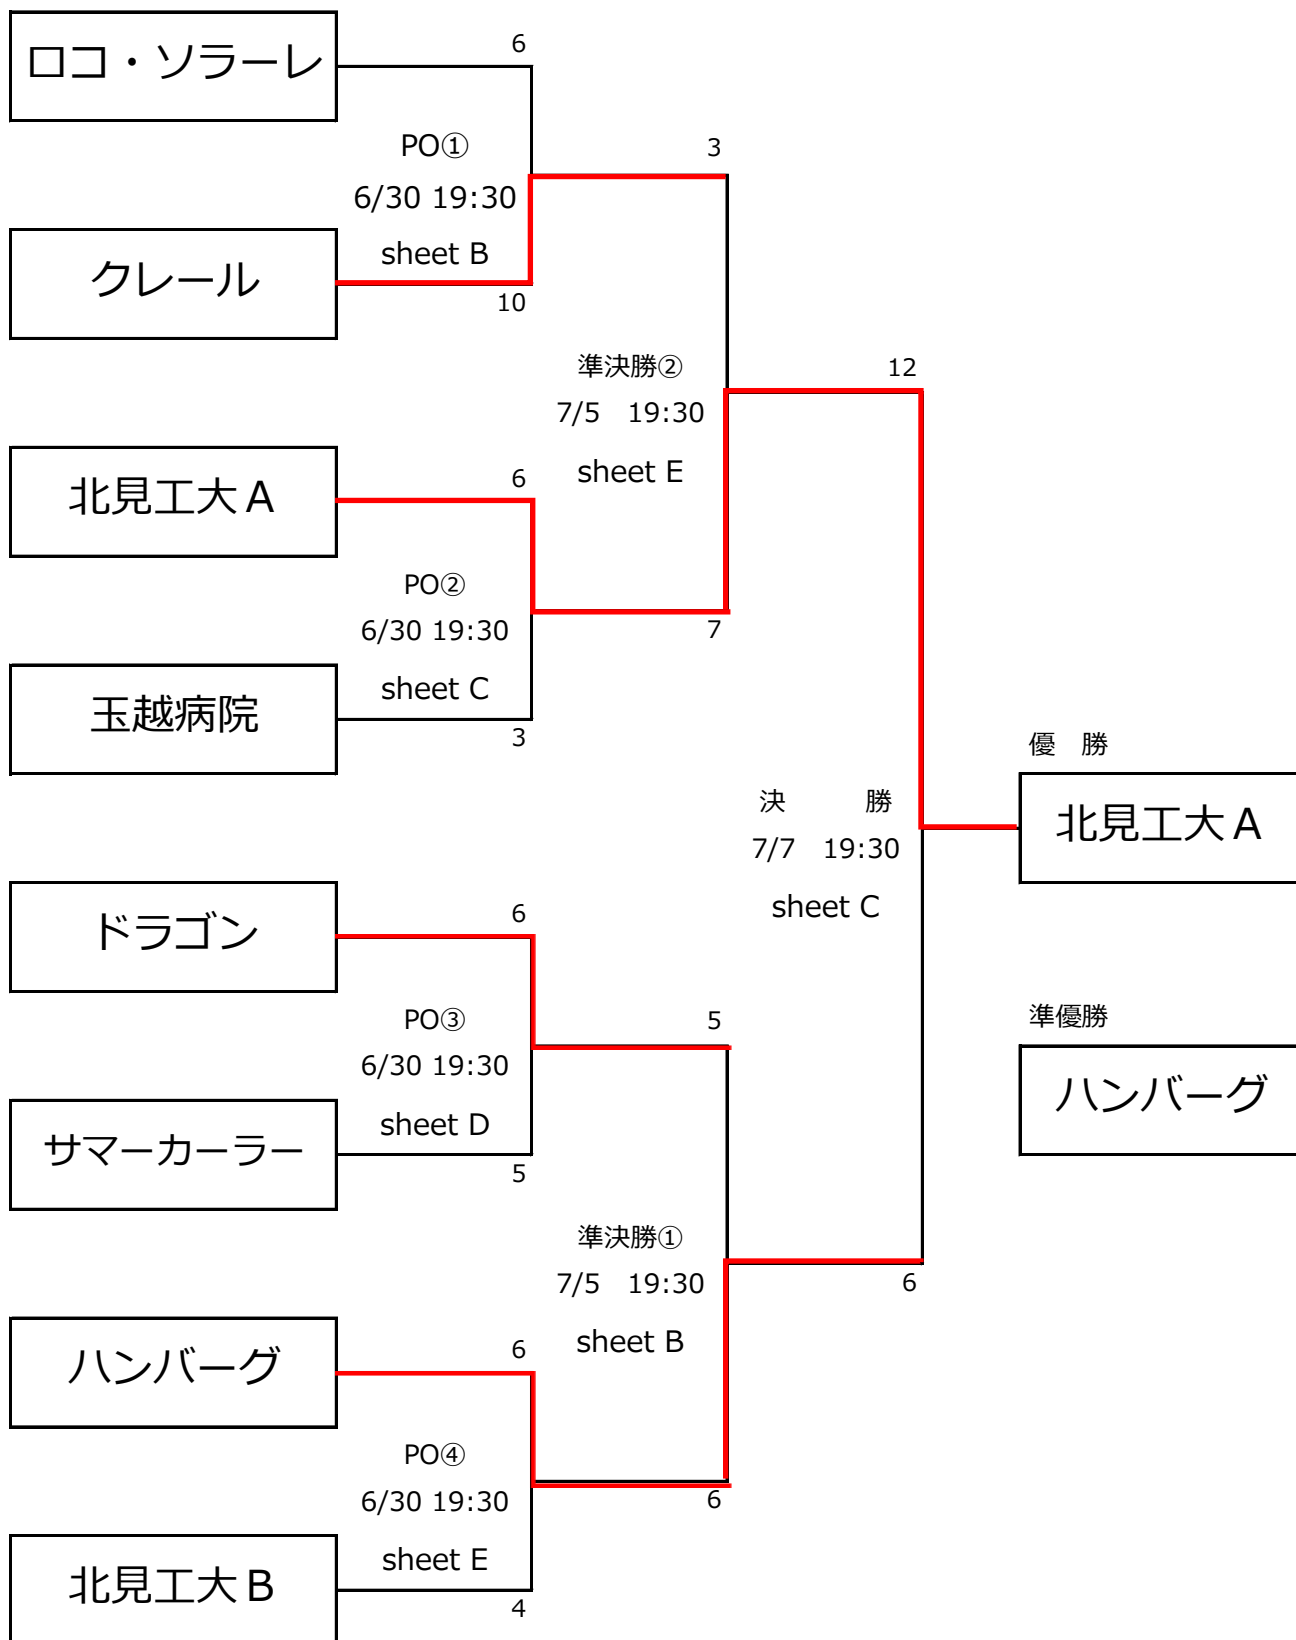 ロコ・ソラーレ
6
PO①
6/30 19:30
sheet B
3
クレール
10
準決勝②
7/5　19:30
sheet E
12
北見工大Ａ
6
PO②
6/30 19:30
sheet C
7
玉越病院
3
優　勝
北見工大Ａ
決　　　勝
7/7　19:30
sheet C
ドラゴン
6
PO③
6/30 19:30
sheet D
5
準優勝
ハンバーグ
サマーカーラー
5
準決勝①
7/5　19:30
sheet B
6
ハンバーグ
6
PO④
6/30 19:30
sheet E
6
北見工大Ｂ
4